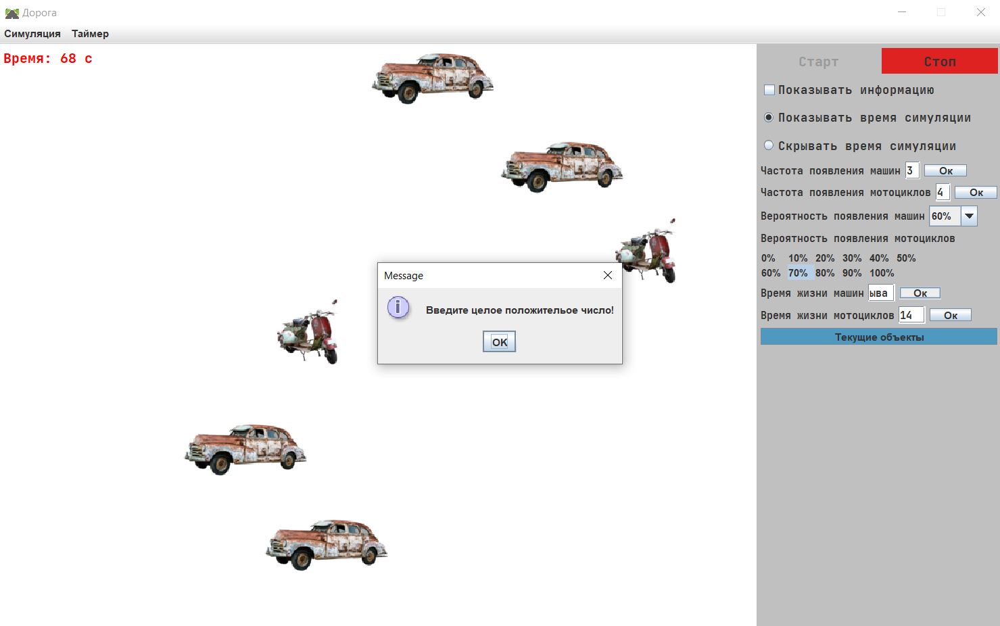 Дорога
Симуляция Таймер
Время: 68 с
Старт Стоп
Показывать информацию
Показывать время симуляции
Скрывать время симуляции
Частота появления машин 3 Ок
Частота появления мотоциклов 4 Ок
Вероятность появления машин 60%
Вероятность появления мотоциклов
0% 10% 20% 30% 40% 50%
60% 70% 80% 90% 100%
Время жизни машин ыва Ок
Время жизни мотоциклов 14 Ок
Текущие объекты
Message
Введите целое положительое число!
OK